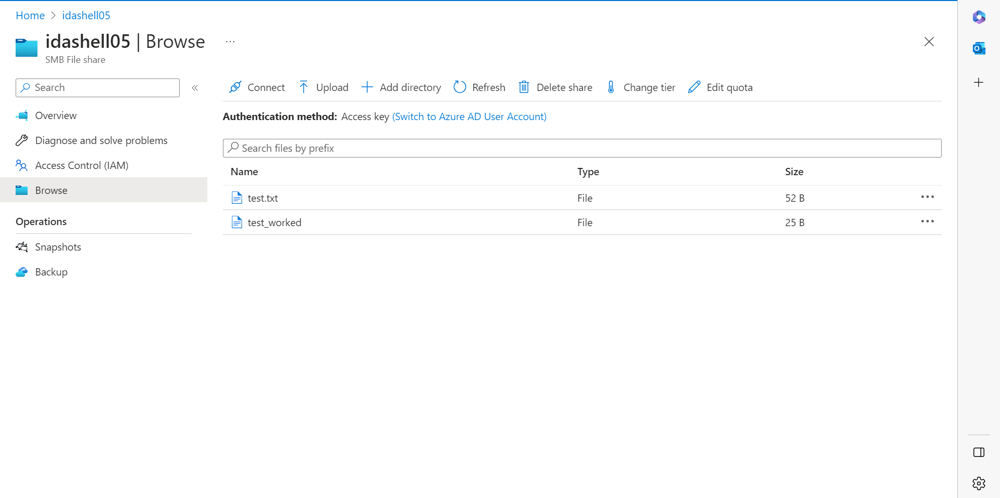 Home > idashell05
idashell05 | Browse ...
SMB File share
Search
«
Overview
Diagnose and solve problems
Access Control (IAM)
Browse
Operations
Snapshots
Backup
Connect Upload Add directory Refresh Delete share Change tier Edit quota
Authentication method: Access key (Switch to Azure AD User Account)
Search files by prefix
Name Type Size
test.txt File 52 B ...
test_worked File 25 B ...